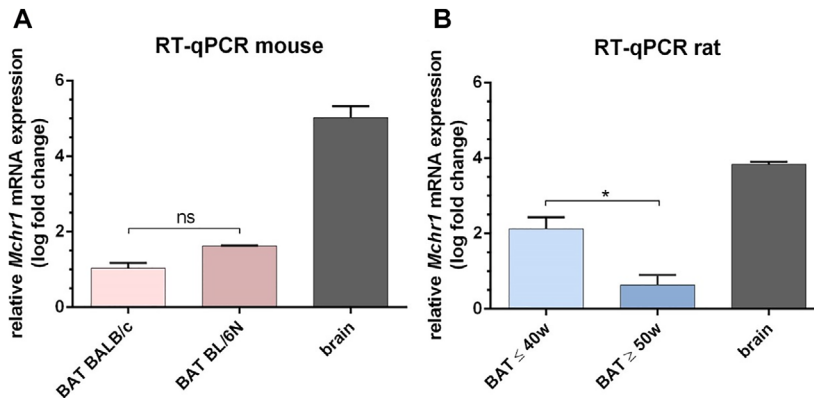 A
RT-qPCR mouse
relative Mchr1 mRNA expression
(log fold change)
6
4
2
0
ns
BAT BALB/c
BAT BL/6N
brain
B
RT-qPCR rat
relative Mchr1 mRNA expression
(log fold change)
6
4
2
0
*
BAT ≤ 40w
BAT ≥ 50w
brain